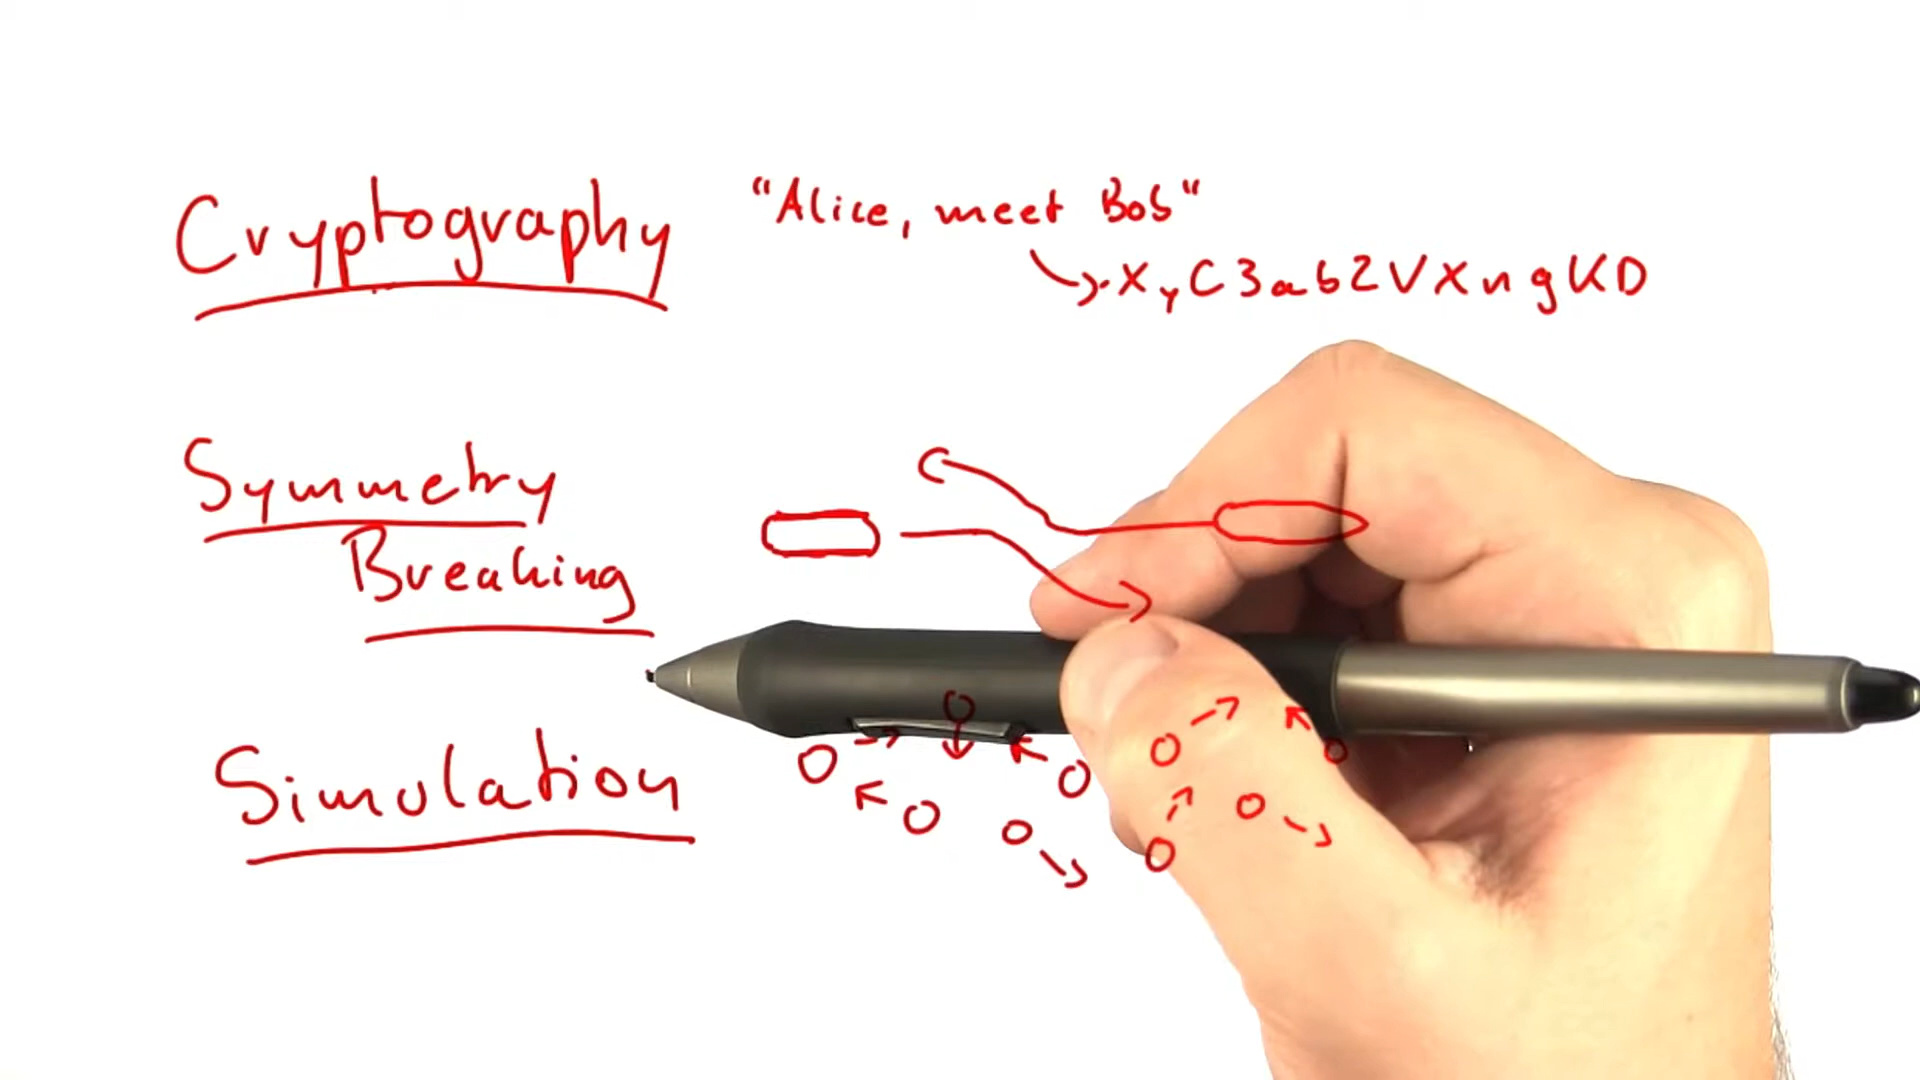 Cryptography
"Alice, meet Bob"
XyC3ab2VXngKD
Symmetry
Breaking
Simulation